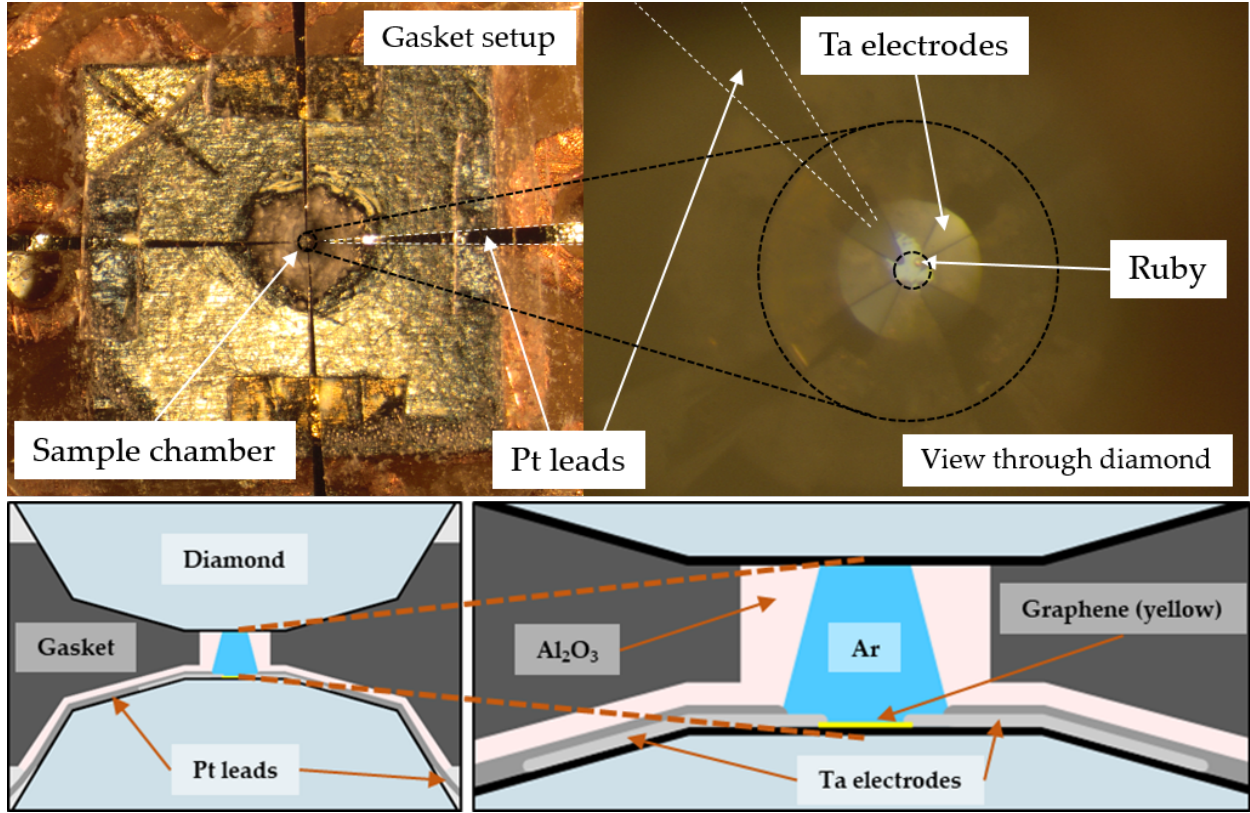 Gasket setup
Ta electrodes
Ruby
Sample chamber
Pt leads
View through diamond
Diamond
Gasket
Pt leads
Al₂O₃
Ar
Graphene (yellow)
Ta electrodes